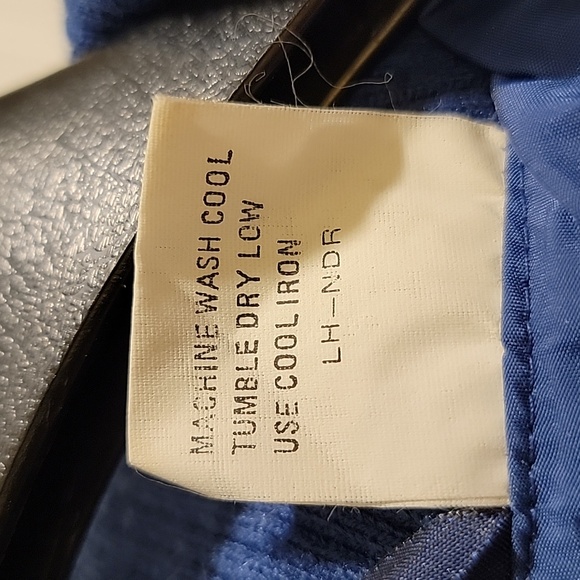 MACHINE WASH COOL
TUMBLE DRY LOW
USE COOL IRON
LH-NDR